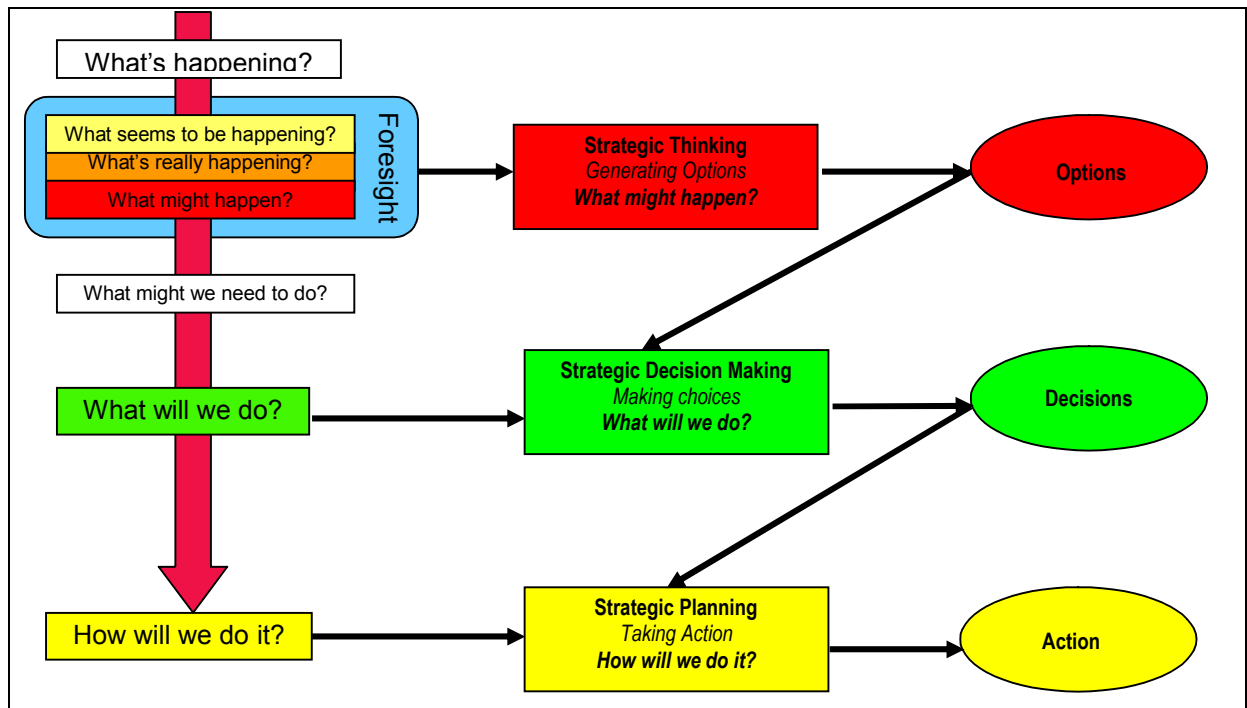 What's happening?
What seems to be happening?
What's really happening?
What might happen?
Foresight
What might we need to do?
What will we do?
How will we do it?
Strategic Thinking
Generating Options
What might happen?
Options
Strategic Decision Making
Making choices
What will we do?
Decisions
Strategic Planning
Taking Action
How will we do it?
Action